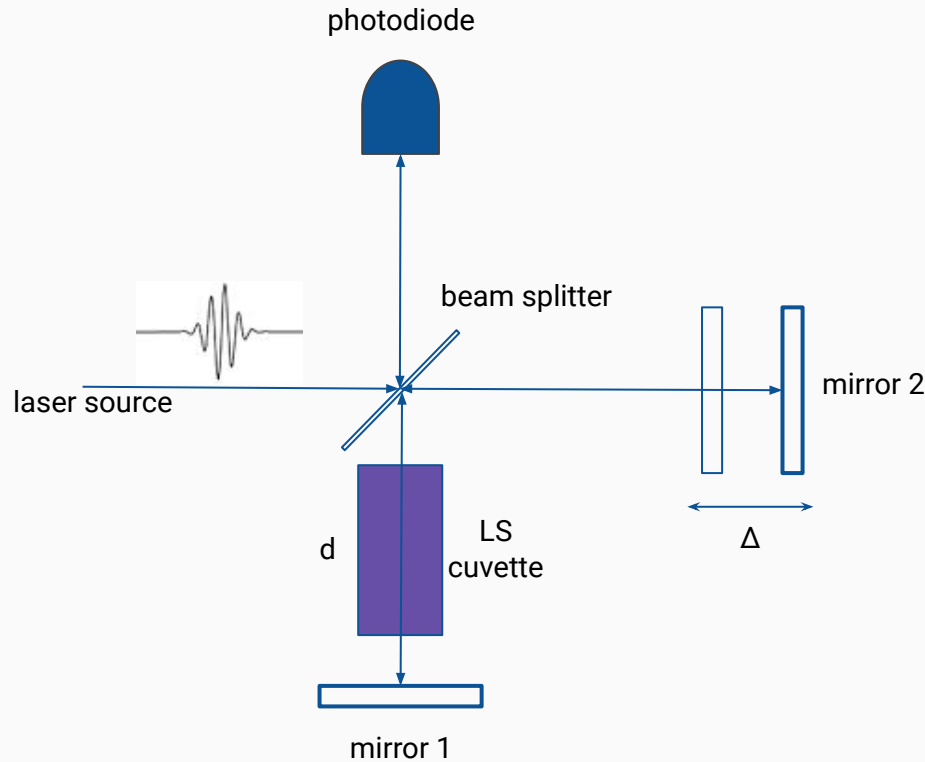 photodiode
beam splitter
laser source
mirror 2
d
LS
cuvette
Δ
mirror 1